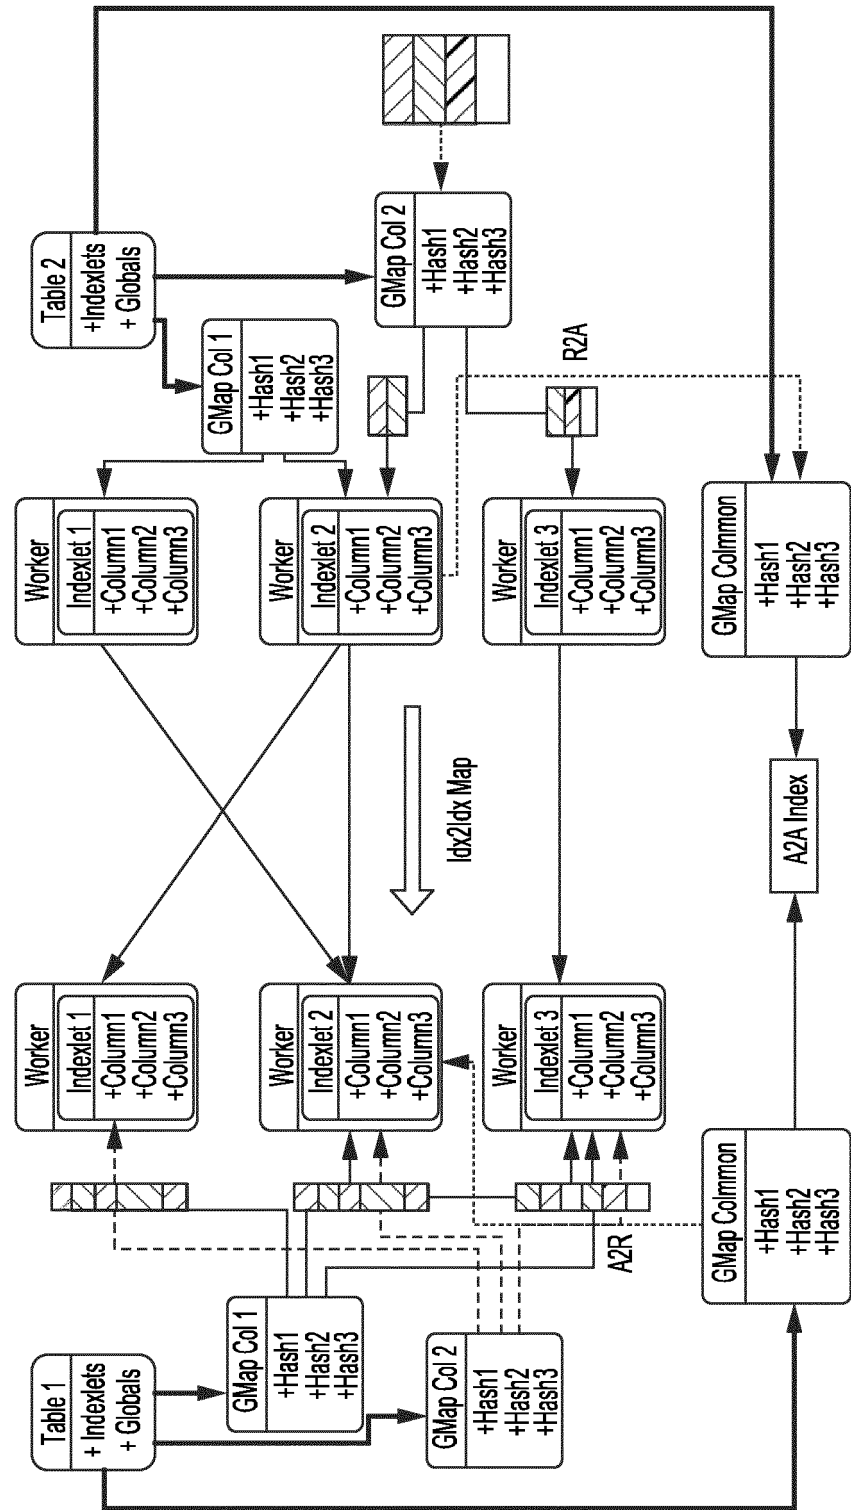 Table 1
+ Indexlets
+ Globals
GMap Col 1
+Hash1
+Hash2
+Hash3
GMap Col 2
+Hash1
+Hash2
+Hash3
A2R
GMap Colmmon
+Hash1
+Hash2
+Hash3
Worker
Indexlet 1
+Column1
+Column2
+Column3
Worker
Indexlet 2
+Column1
+Column2
+Column3
Worker
Indexlet 3
+Column1
+Column2
+Column3
Idx2Idx Map
A2A Index
Worker
Indexlet 1
+Column1
+Column2
+Column3
Worker
Indexlet 2
+Column1
+Column2
+Column3
Worker
Indexlet 3
+Column1
+Column2
+Column3
GMap Colmmon
+Hash1
+Hash2
+Hash3
Table 2
+Indexlets
+ Globals
GMap Col 1
+Hash1
+Hash2
+Hash3
GMap Col 2
+Hash1
+Hash2
+Hash3
R2A